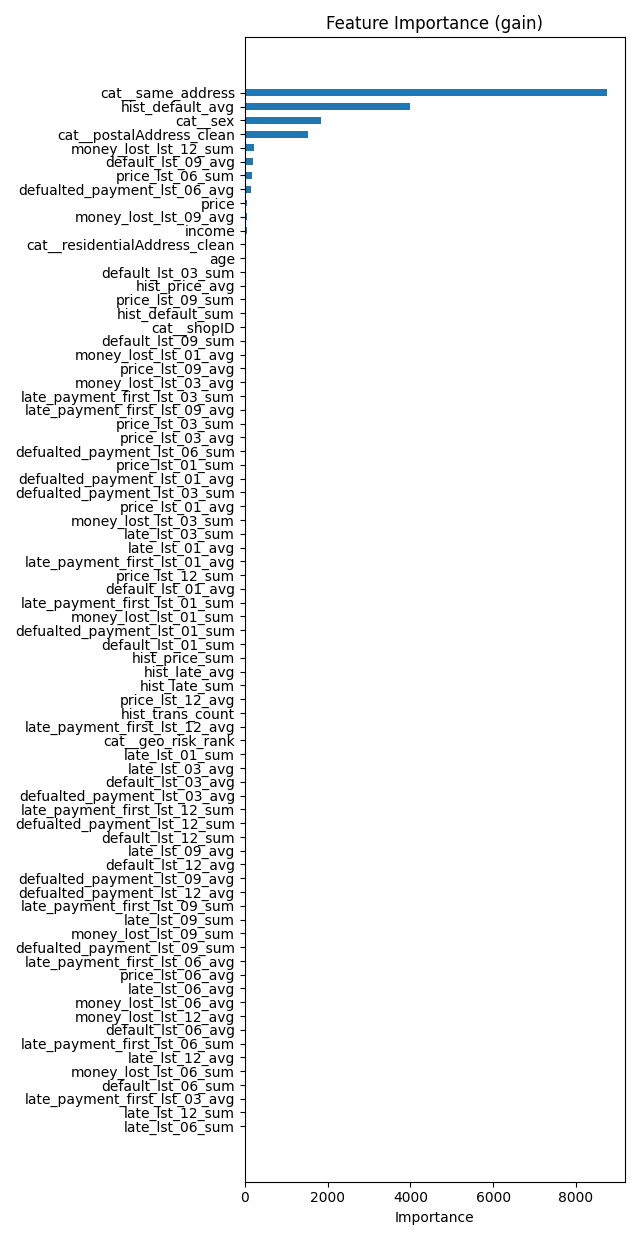 Feature Importance (gain)
cat__same_address
hist_default_avg
cat__sex
cat__postalAddress_clean
money_lost_lst_12_sum
default_lst_09_avg
price_lst_06_sum
defualted_payment_lst_06_avg
price
money_lost_lst_09_avg
income
cat__residentialAddress_clean
age
default_lst_03_sum
hist_price_avg
price_lst_09_sum
hist_default_sum
cat__shopID
default_lst_09_sum
money_lost_lst_01_avg
price_lst_09_avg
money_lost_lst_03_avg
late_payment_first_lst_03_sum
late_payment_first_lst_09_avg
price_lst_03_sum
price_lst_03_avg
defualted_payment_lst_06_sum
price_lst_01_sum
defualted_payment_lst_01_avg
defualted_payment_lst_03_sum
price_lst_01_avg
money_lost_lst_03_sum
late_lst_03_sum
late_lst_01_avg
late_payment_first_lst_01_avg
price_lst_12_sum
default_lst_01_avg
late_payment_first_lst_01_sum
money_lost_lst_01_sum
defualted_payment_lst_01_sum
default_lst_01_sum
hist_price_sum
hist_late_avg
hist_late_sum
price_lst_12_avg
hist_trans_count
late_payment_first_lst_12_avg
cat__geo_risk_rank
late_lst_01_sum
late_lst_03_avg
default_lst_03_avg
defualted_payment_lst_03_avg
late_payment_first_lst_12_sum
defualted_payment_lst_12_sum
default_lst_12_sum
late_lst_09_avg
default_lst_12_avg
defualted_payment_lst_09_avg
defualted_payment_lst_12_avg
late_payment_first_lst_09_sum
late_lst_09_sum
money_lost_lst_09_sum
defualted_payment_lst_09_sum
late_payment_first_lst_06_avg
price_lst_06_avg
late_lst_06_avg
money_lost_lst_06_avg
money_lost_lst_12_avg
default_lst_06_avg
late_payment_first_lst_06_sum
late_lst_12_avg
money_lost_lst_06_sum
default_lst_06_sum
late_payment_first_lst_03_avg
late_lst_12_sum
late_lst_06_sum
0 2000 4000 6000 8000
Importance